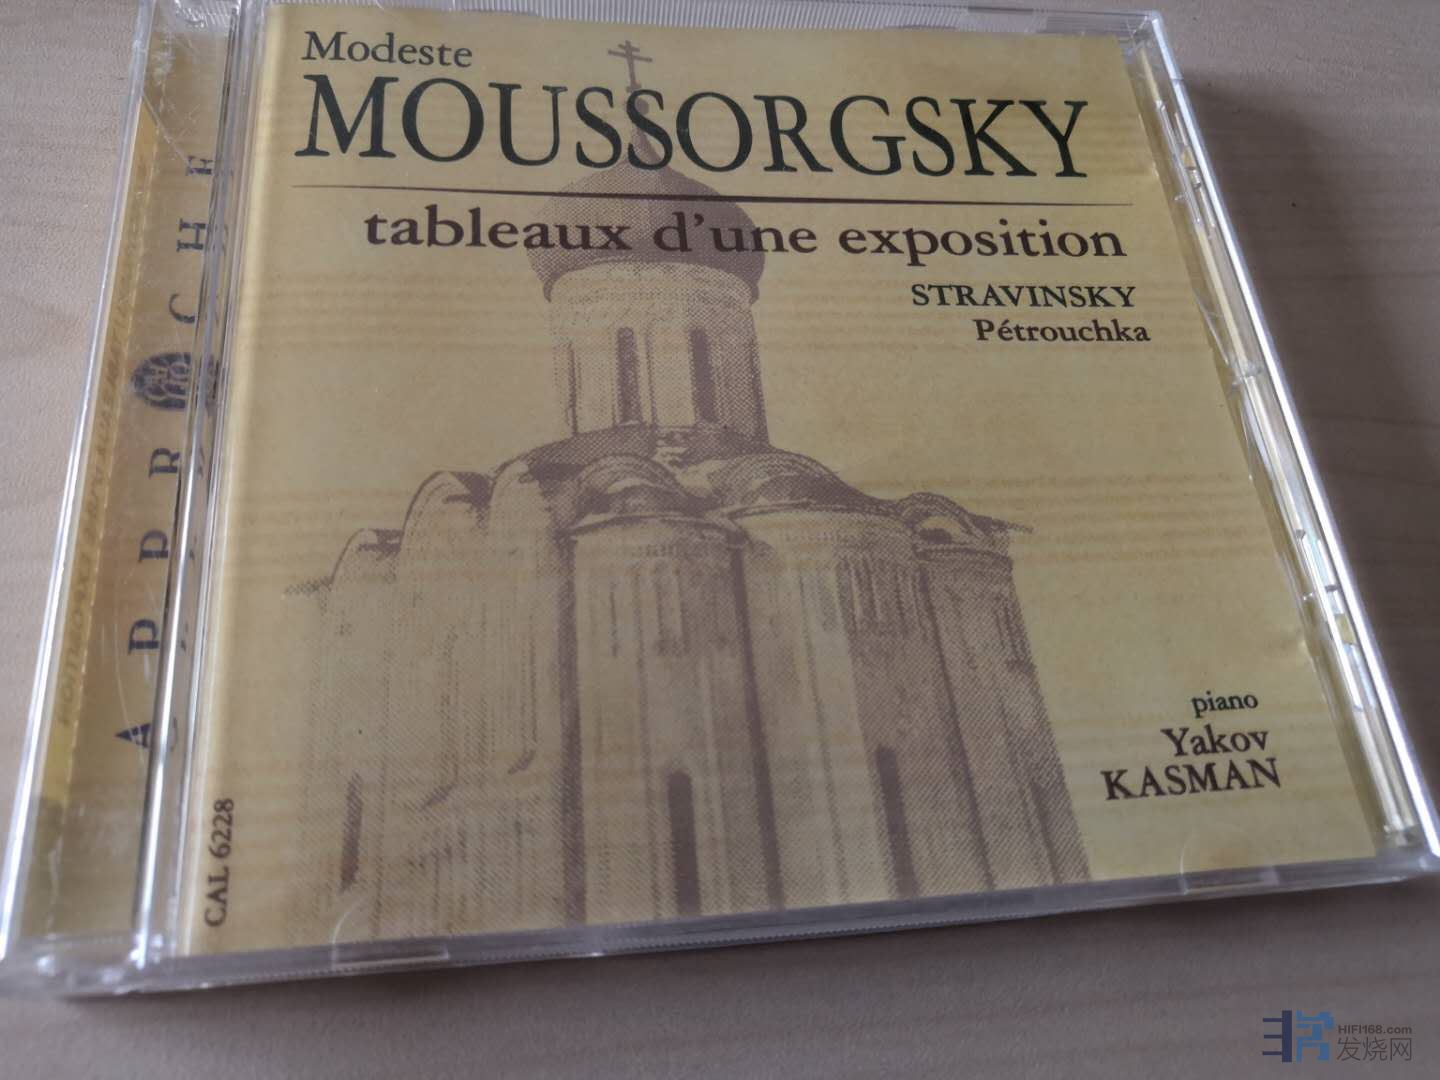 Modeste
MOUSSORGSKY
tableaux d'une exposition
STRAVINSKY
Pétrouchka
piano
Yakov
KASMAN
CAL 6228
APPROCHE
HIFI168.com
发烧网